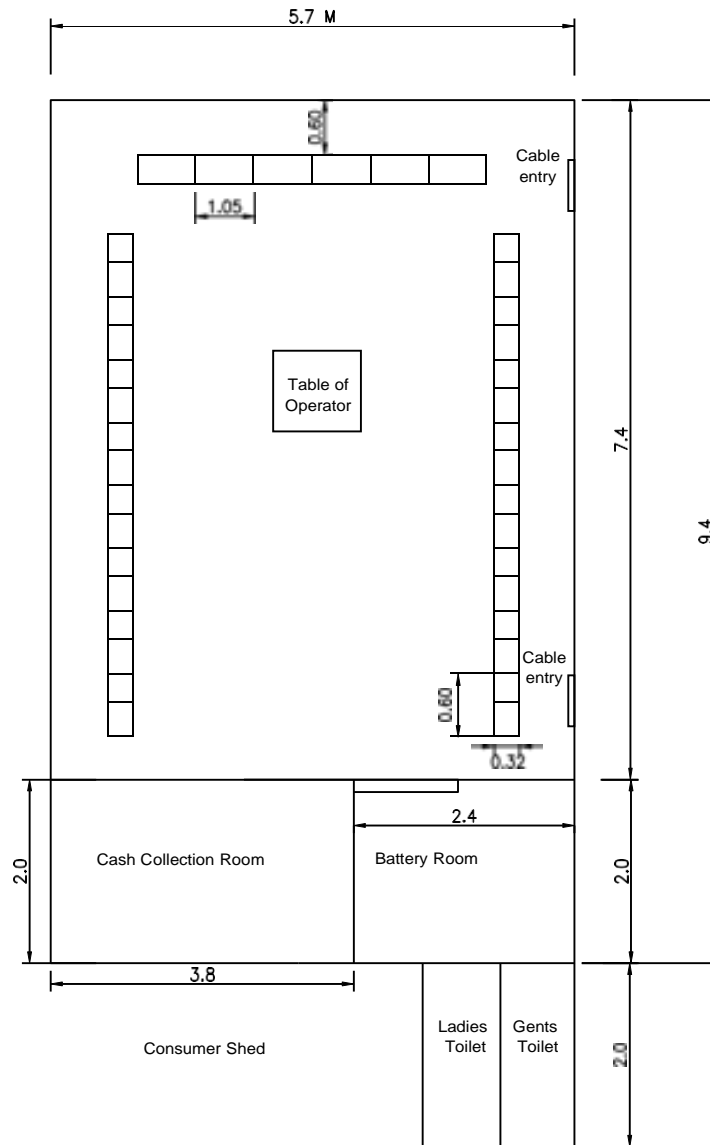 5.7 M
0.60
Cable
entry
1.05
Table of
Operator
7.4
9.4
Cable
entry
0.60
0.32
2.4
2.0
Cash Collection Room
Battery Room
2.0
3.8
Consumer Shed
Ladies
Toilet
Gents
Toilet
2.0